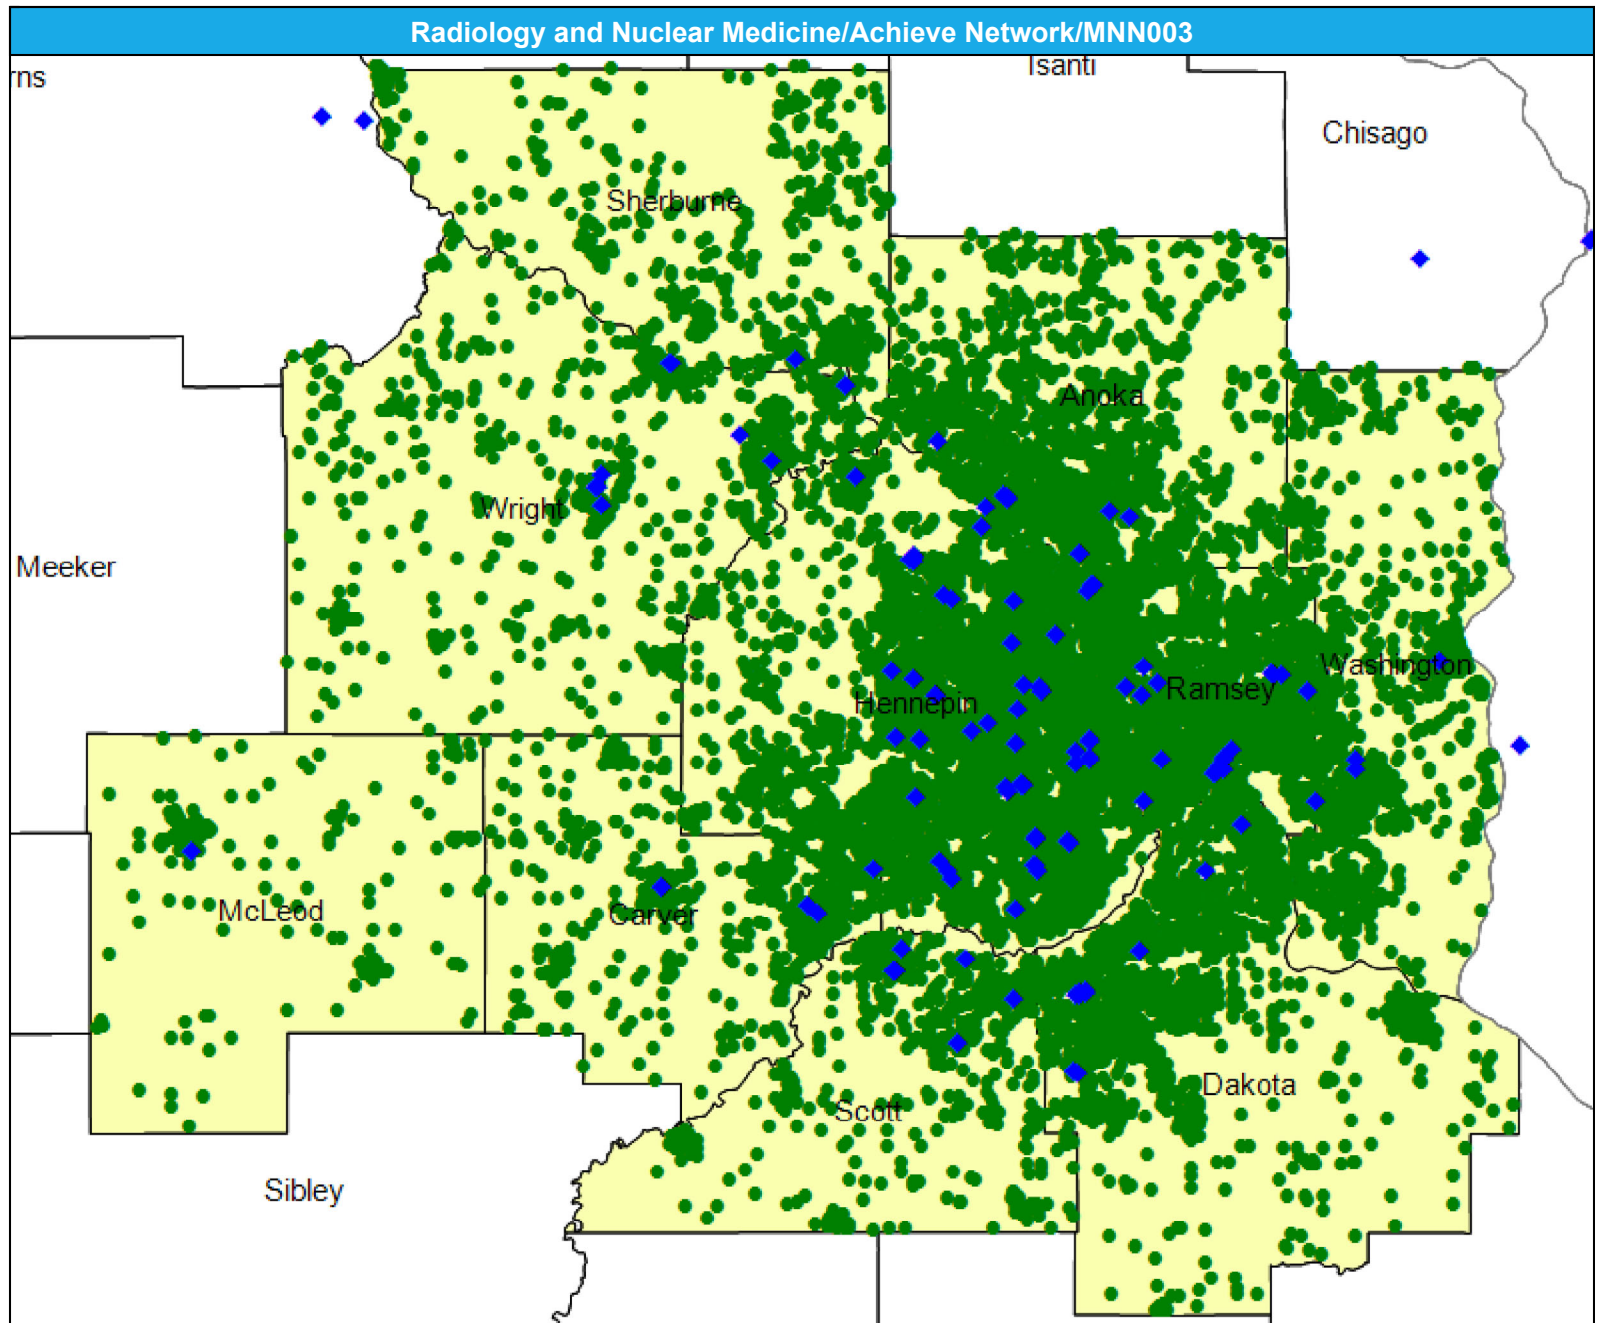 Radiology and Nuclear Medicine/Achieve Network/MNN003
rns
Isanti
Chisago
Sherburne
Anoka
Wright
Meeker
Washington
Ramsey
Hennepin
McLeod
Carver
Dakota
Scott
Sibley